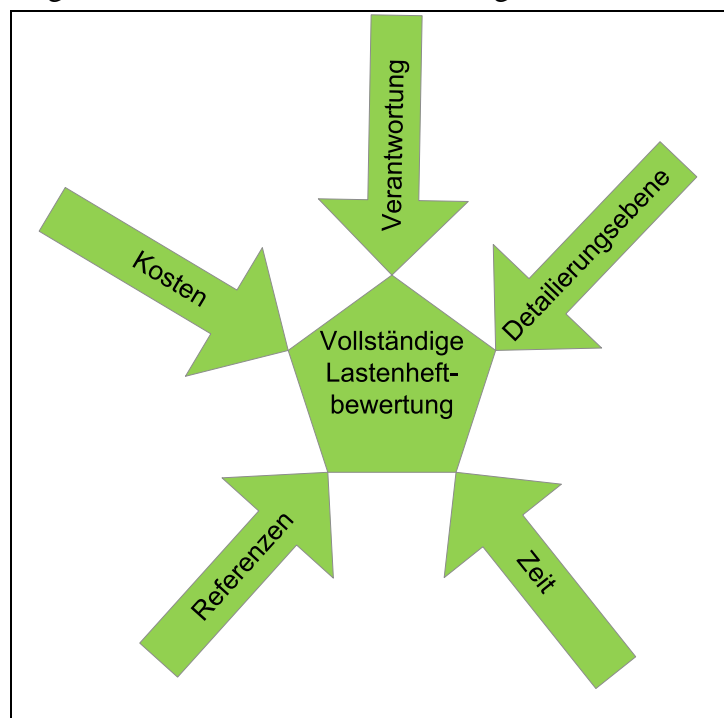 Verantwortung
Detailierungsebene
Kosten
Vollständige
Lastenheft-
bewertung
Referenzen
Zeit